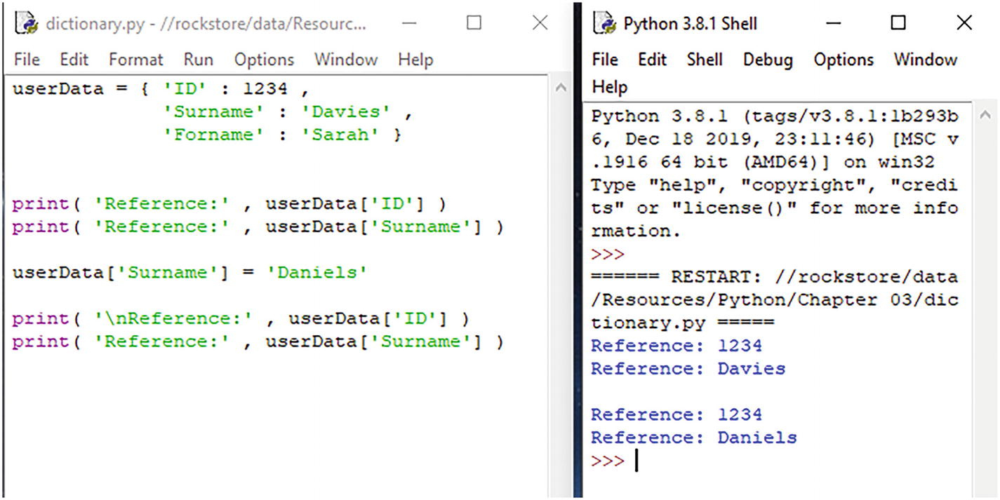 dictionary.py - //rockstore/data/Resourc...
File Edit Format Run Options Window Help
userData = { 'ID' : 1234 ,
'Surname' : 'Davies' ,
'Forname' : 'Sarah' }
print( 'Reference:' , userData['ID'] )
print( 'Reference:' , userData['Surname'] )
userData['Surname'] = 'Daniels'
print( '\nReference:' , userData['ID'] )
print( 'Reference:' , userData['Surname'] )
Python 3.8.1 Shell
File Edit Shell Debug Options Window
Help
Python 3.8.1 (tags/v3.8.1:1b293b
6, Dec 18 2019, 23:11:46) [MSC v
.1916 64 bit (AMD64)] on win32
Type "help", "copyright", "credi
ts" or "license()" for more info
rmation.
>>>
====== RESTART: //rockstore/data
/Resources/Python/Chapter 03/dic
tionary.py =====
Reference: 1234
Reference: Davies
Reference: 1234
Reference: Daniels
>>>